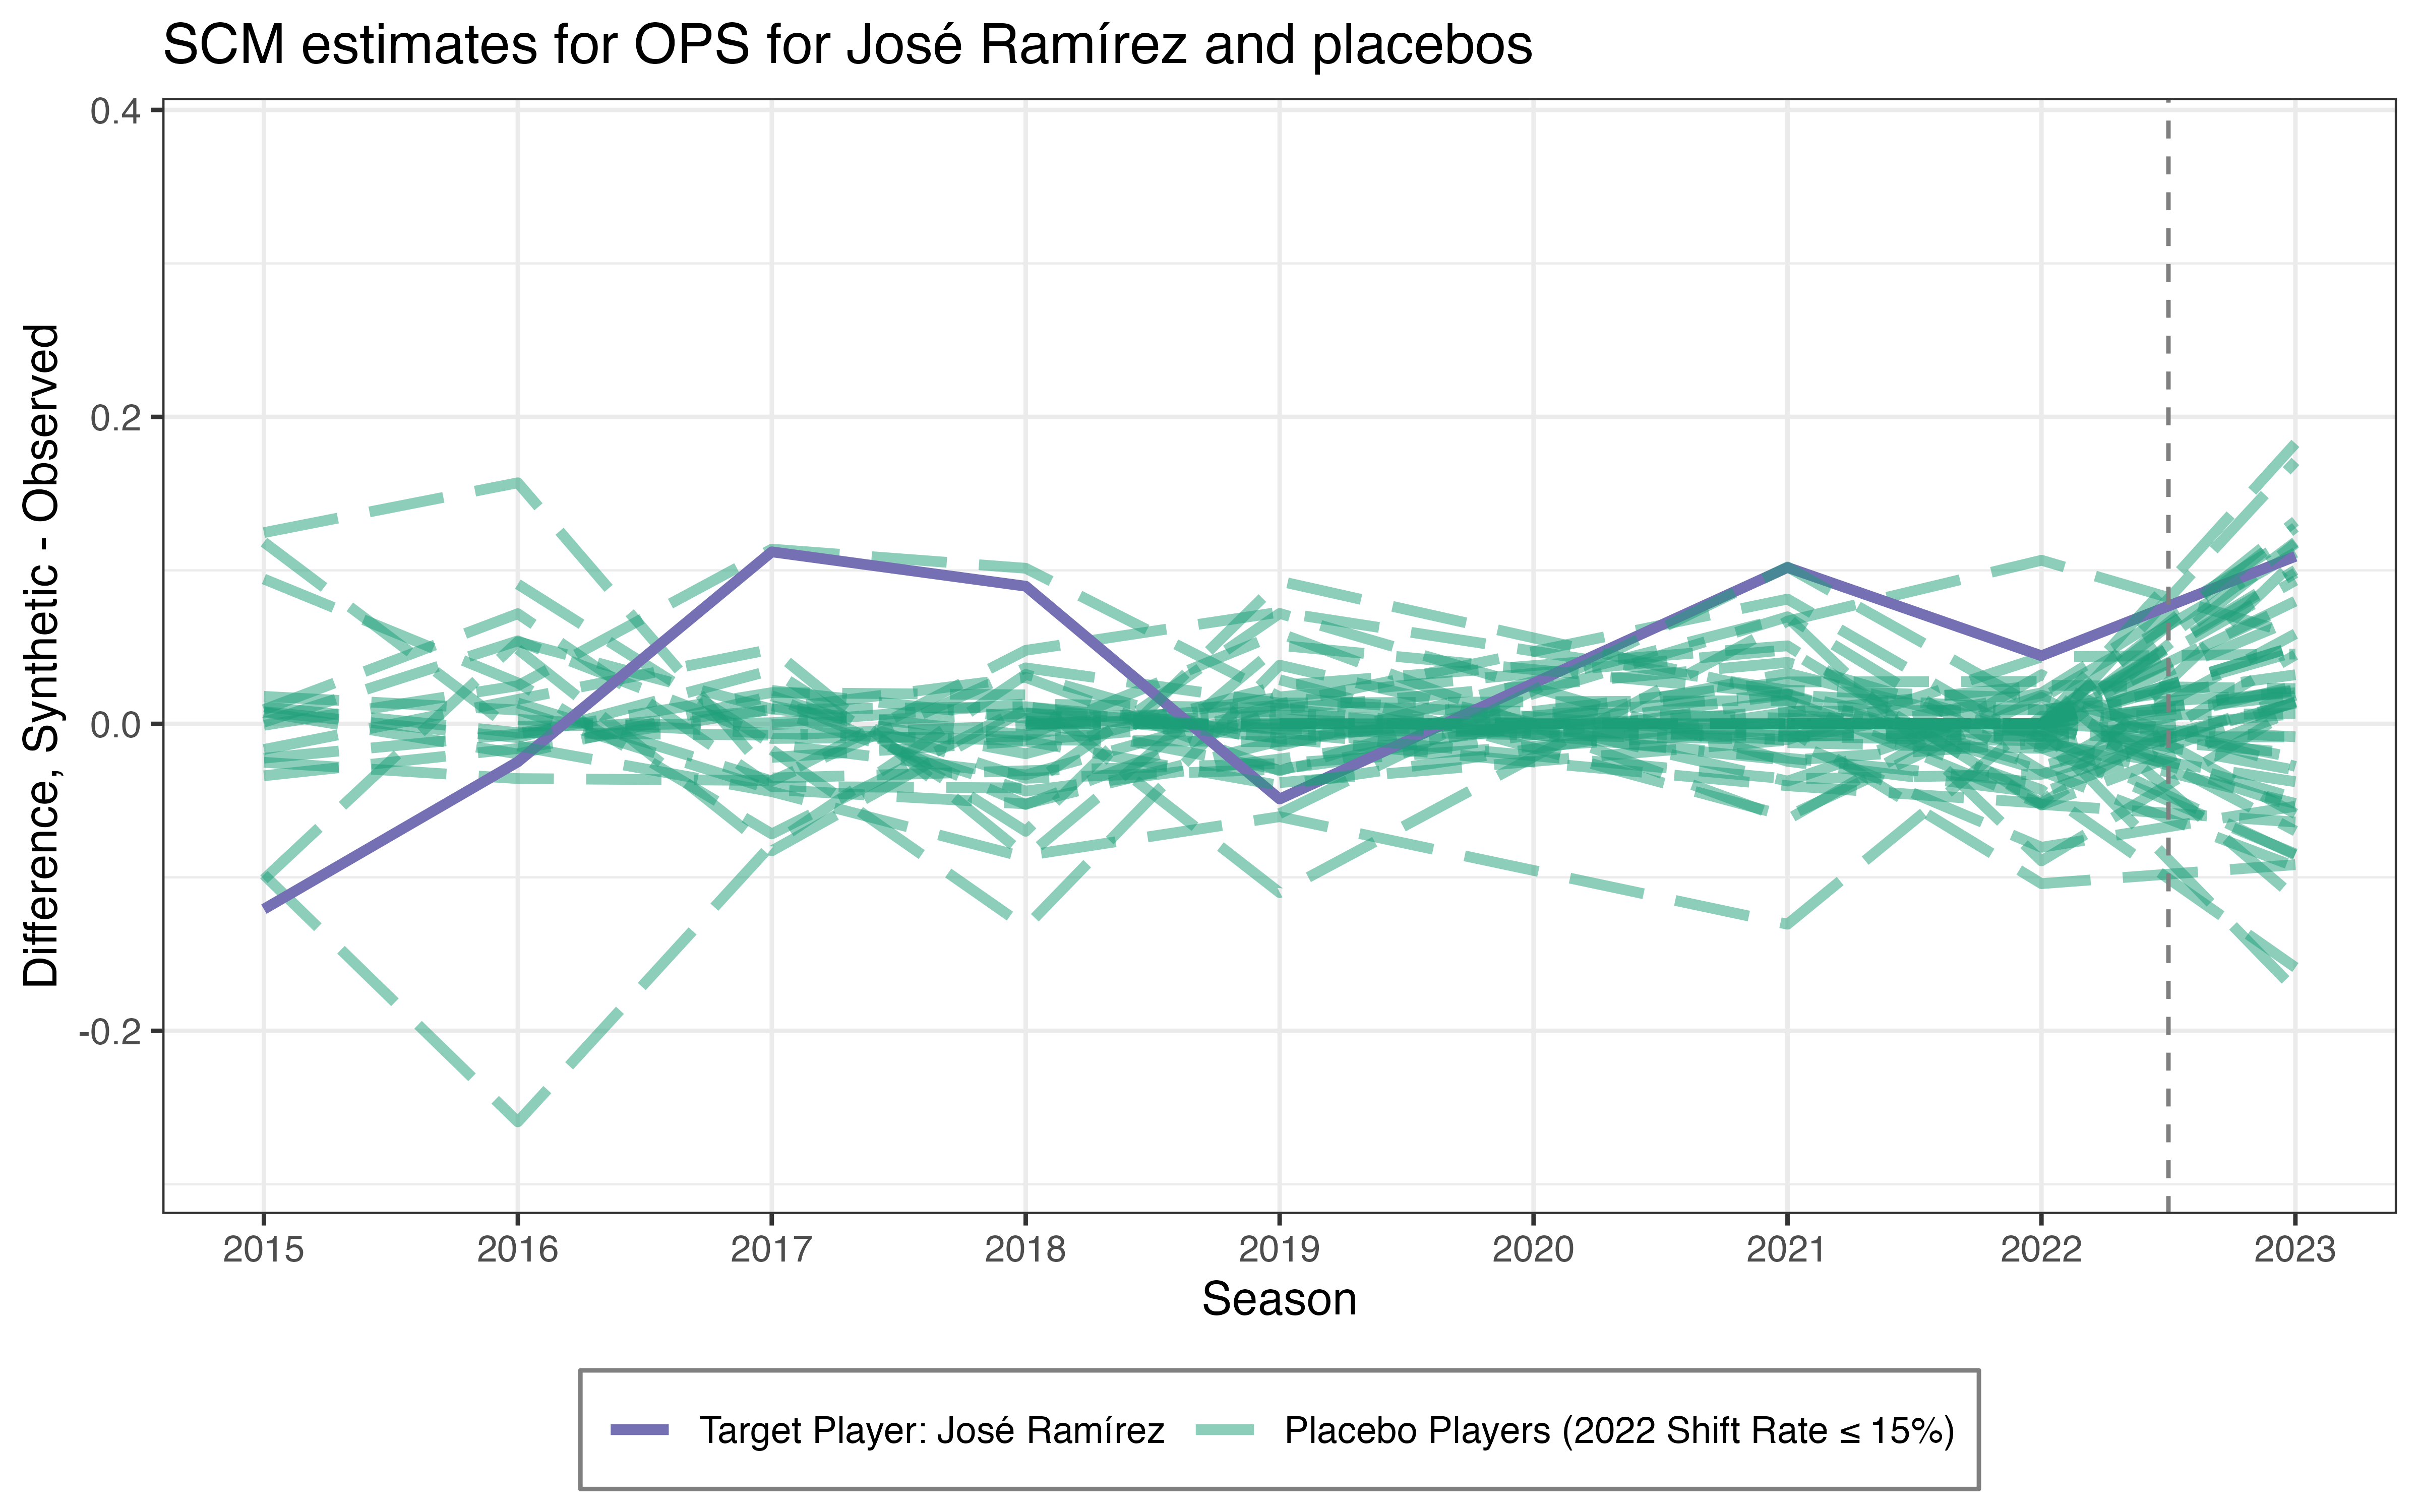 SCM estimates for OPS for José Ramírez and placebos
Difference, Synthetic - Observed
0.4
0.2
0.0
-0.2
2015 2016 2017 2018 2019 2020 2021 2022 2023
Season
Target Player: José Ramírez Placebo Players (2022 Shift Rate ≤ 15%)